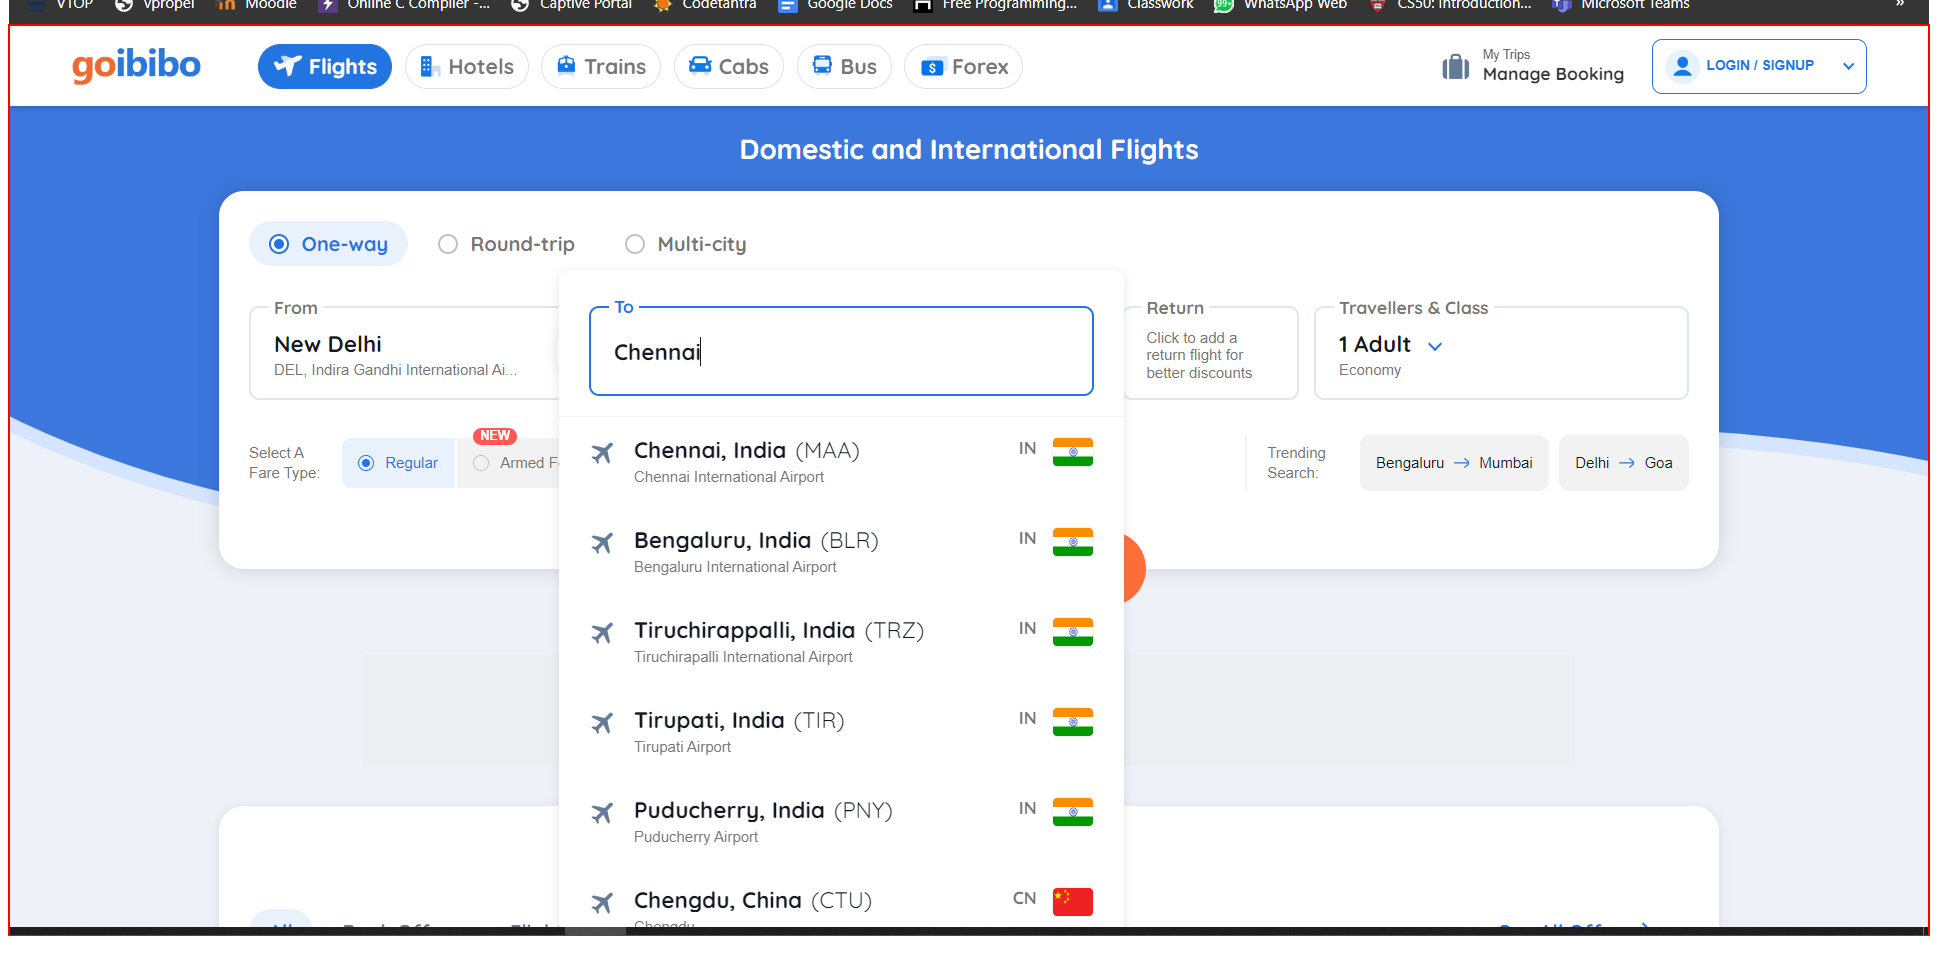 VTOP Vpropel Moodle Online C Compiler -... Captive Portal Codetantra Google Docs Free Programming... 99+ Classwork WhatsApp Web CS50: Introduction... Microsoft Teams »
goibibo Flights Hotels Trains Cabs Bus $ Forex My Trips Manage Booking LOGIN / SIGNUP
Domestic and International Flights
One-way Round-trip Multi-city
From
New Delhi
DEL, Indira Gandhi International Ai...
To
Chennai
Return
Click to add a
return flight for
better discounts
Travellers & Class
1 Adult
Economy
Select A
Fare Type:
Regular
NEW
Armed F
Trending
Search:
Bengaluru → Mumbai
Delhi → Goa
Chennai, India (MAA) IN
Chennai International Airport
Bengaluru, India (BLR) IN
Bengaluru International Airport
Tiruchirappalli, India (TRZ) IN
Tiruchirapalli International Airport
Tirupati, India (TIR) IN
Tirupati Airport
Puducherry, India (PNY) IN
Puducherry Airport
Chengdu, China (CTU) CN
Chengdu